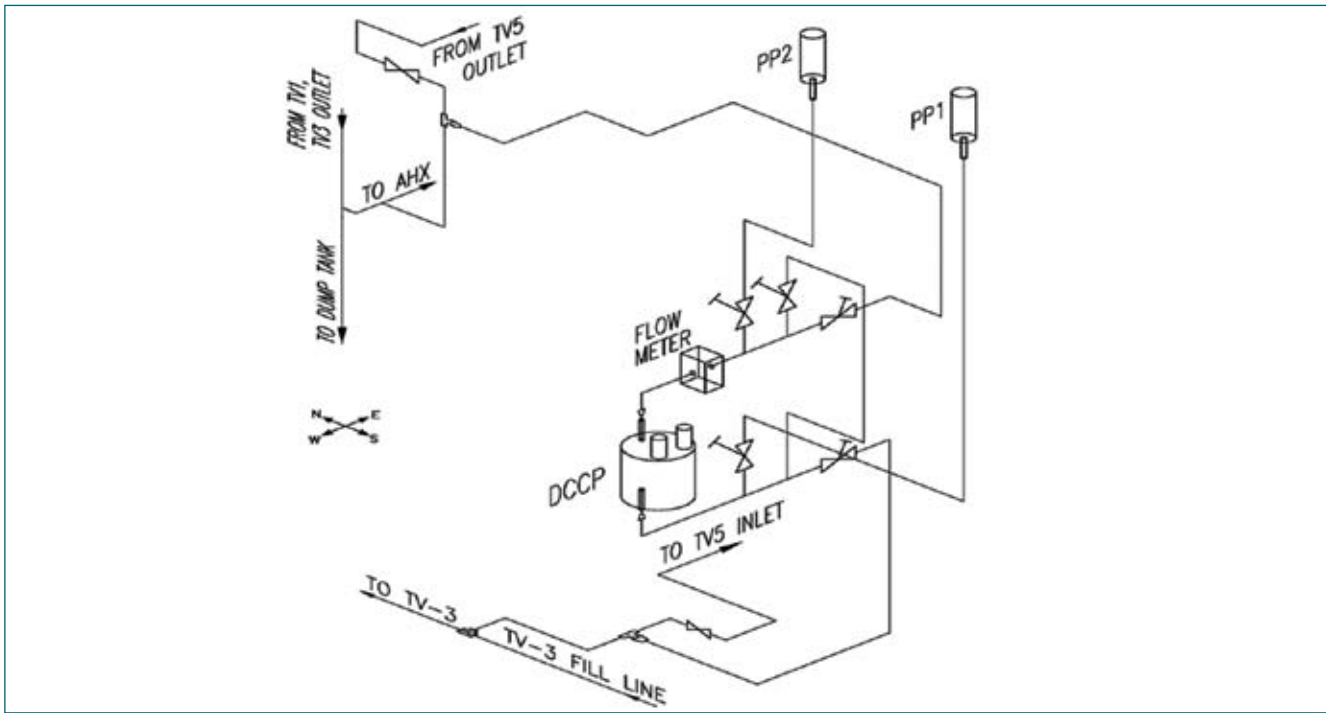 FROM TV5
OUTLET
FROM TV1,
TV3 OUTLET
TO AHX
TO DUMP TANK
PP2
PP1
FLOW
METER
N
E
W
S
DCCP
TO TV5 INLET
TO TV-3
TV-3 FILL LINE